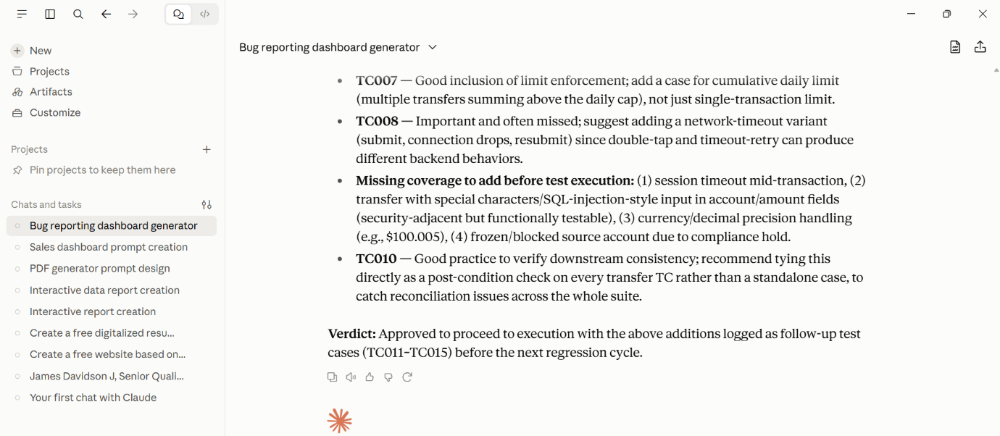 New
Projects
Artifacts
Customize
Projects
Pin projects to keep them here
Chats and tasks
Bug reporting dashboard generator
Sales dashboard prompt creation
PDF generator prompt design
Interactive data report creation
Interactive report creation
Create a free digitalized resu...
Create a free website based on...
James Davidson J, Senior Quali...
Your first chat with Claude
Bug reporting dashboard generator
• TC007 — Good inclusion of limit enforcement; add a case for cumulative daily limit
(multiple transfers summing above the daily cap), not just single-transaction limit.
• TC008 — Important and often missed; suggest adding a network-timeout variant
(submit, connection drops, resubmit) since double-tap and timeout-retry can produce
different backend behaviors.
• Missing coverage to add before test execution: (1) session timeout mid-transaction, (2)
transfer with special characters/SQL-injection-style input in account/amount fields
(security-adjacent but functionally testable), (3) currency/decimal precision handling
(e.g., $100.005), (4) frozen/blocked source account due to compliance hold.
• TC010 — Good practice to verify downstream consistency; recommend tying this
directly as a post-condition check on every transfer TC rather than a standalone case, to
catch reconciliation issues across the whole suite.
Verdict: Approved to proceed to execution with the above additions logged as follow-up test
cases (TC011–TC015) before the next regression cycle.